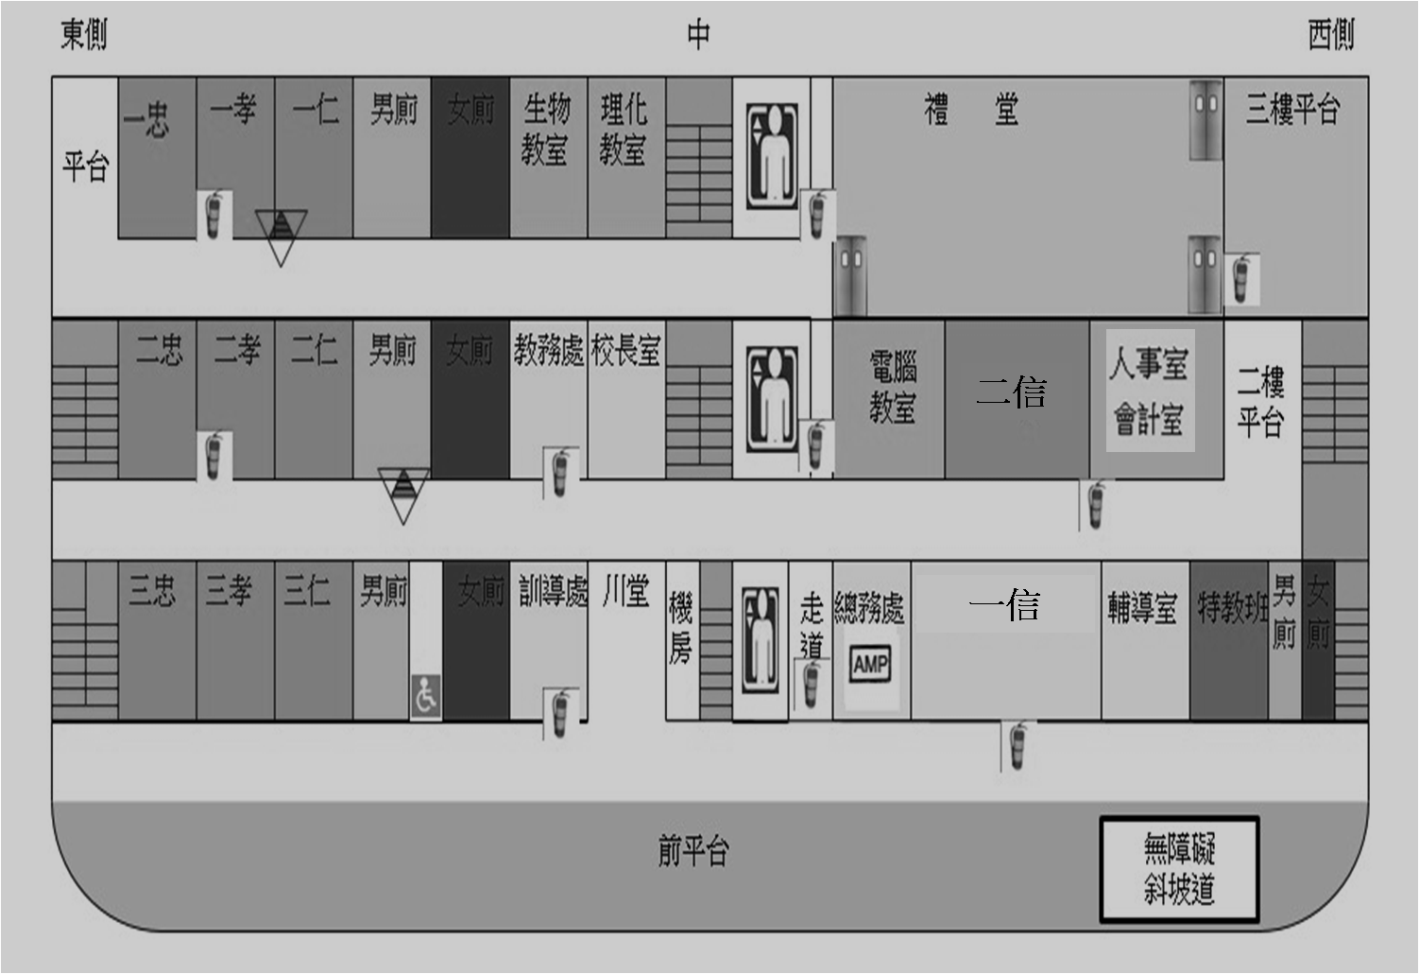 東側
中
西側
平台
一忠
一孝
一仁
男廁
女廁
生物
教室
理化
教室
禮 堂
三樓平台
二忠
二孝
二仁
男廁
女廁
教務處
校長室
電腦
教室
二信
人事室
會計室
二樓
平台
三忠
三孝
三仁
男廁
女廁
訓導處
川堂
機
房
走
道
總務處
AMP
一信
輔導室
特教班
男
廁
女
廁
前平台
無障礙
斜坡道